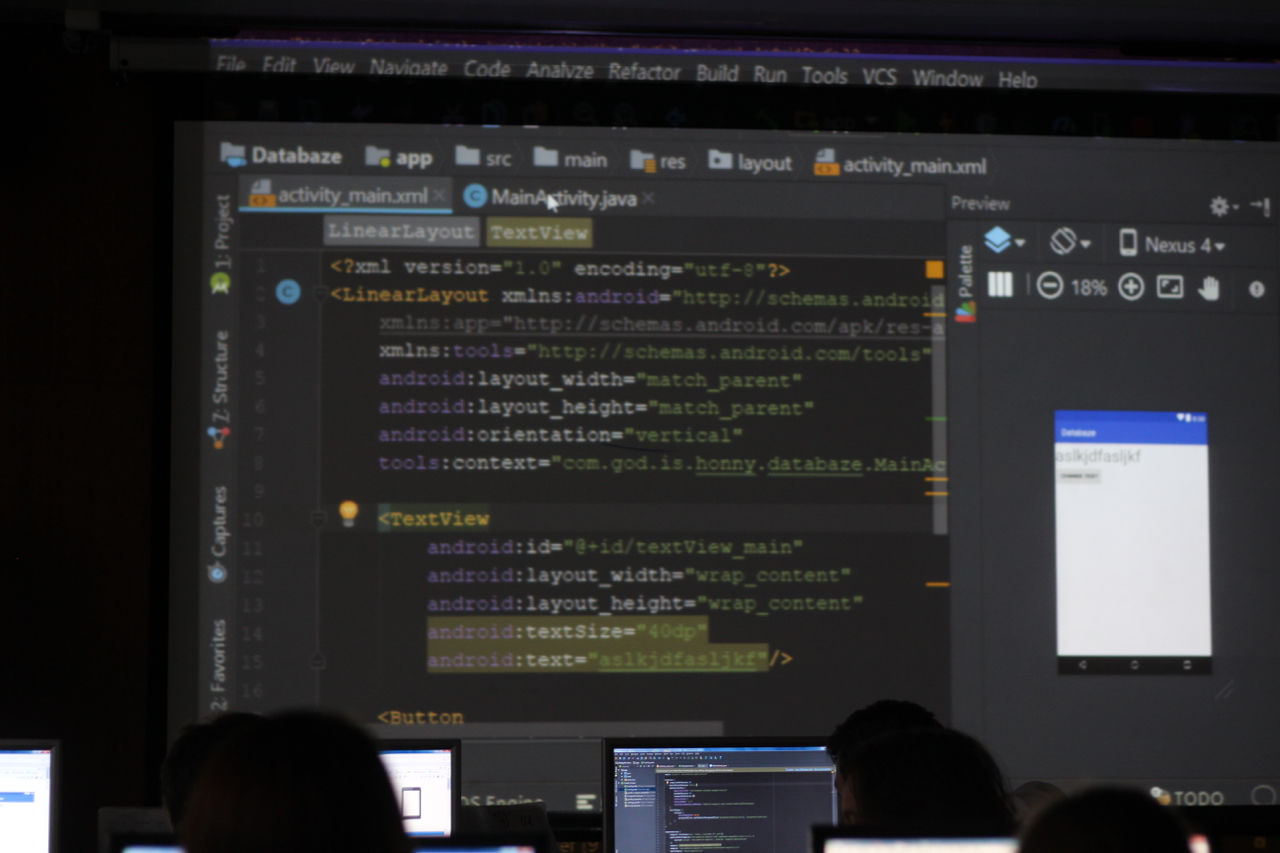 File Edit View Navigate Code Analyze Refactor Build Run Tools VCS Window Help
Databaze app src main res layout activity_main.xml
activity_main.xml MainActivity.java
Preview
LinearLayout TextView
Nexus 4
18%
Palette
1: Project
7: Structure
Captures
2: Favorites
1 <?xml version="1.0" encoding="utf-8"?>
2 <LinearLayout xmlns:android="http://schemas.android
3 xmlns:app="http://schemas.android.com/apk/res-a
4 xmlns:tools="http://schemas.android.com/tools"
5 android:layout_width="match_parent"
6 android:layout_height="match_parent"
7 android:orientation="vertical"
8 tools:context="com.god.is.honny.databaze.MainAc
9
10 <TextView
11 android:id="@+id/textView_main"
12 android:layout_width="wrap_content"
13 android:layout_height="wrap_content"
14 android:textSize="40dp"
15 android:text="aslkjdfasljkf"/>
16
<Button
Databaze
aslkjdfasljkf
CHANGE TEXT
TODO